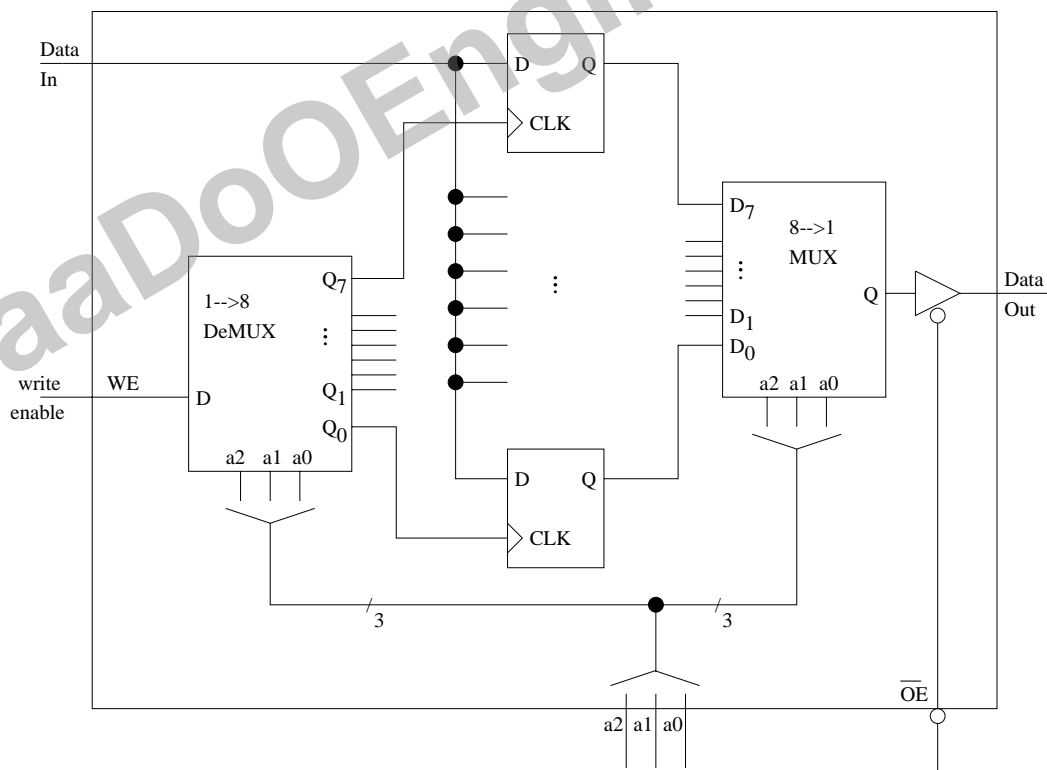 aaDoOEngin
Data
In
D
Q
CLK
D7
8-->1
MUX
⋮
Q
D1
D0
a2 a1 a0
Data
Out
Q7
1-->8
DeMUX
⋮
Q1
Q0
D
a2 a1 a0
write
enable
WE
⋮
D
Q
CLK
3
3
OE
a2 a1 a0